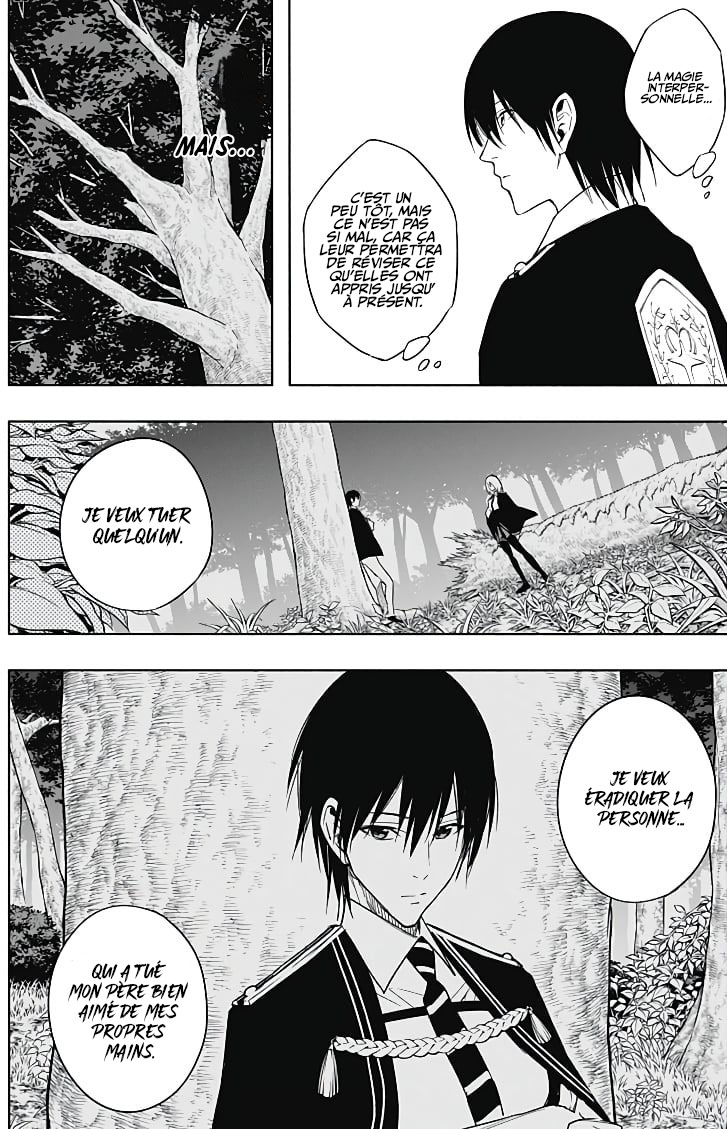 LA MAGIE
INTERPER-
SONNELLE...
C'EST UN
PEU TÔT, MAIS
CE N'EST PAS
SI MAL, CAR ÇA
LEUR PERMETTRA
DE RÉVISER CE
QU'ELLES ONT
APPRIS JUSQU'
À PRÉSENT.
MAIS...
JE VEUX TUER
QUELQU'UN.
JE VEUX
ÉRADIQUER LA
PERSONNE...
QUI A TUÉ
MON PÈRE BIEN
AIMÉ DE MES
PROPRES
MAINS.